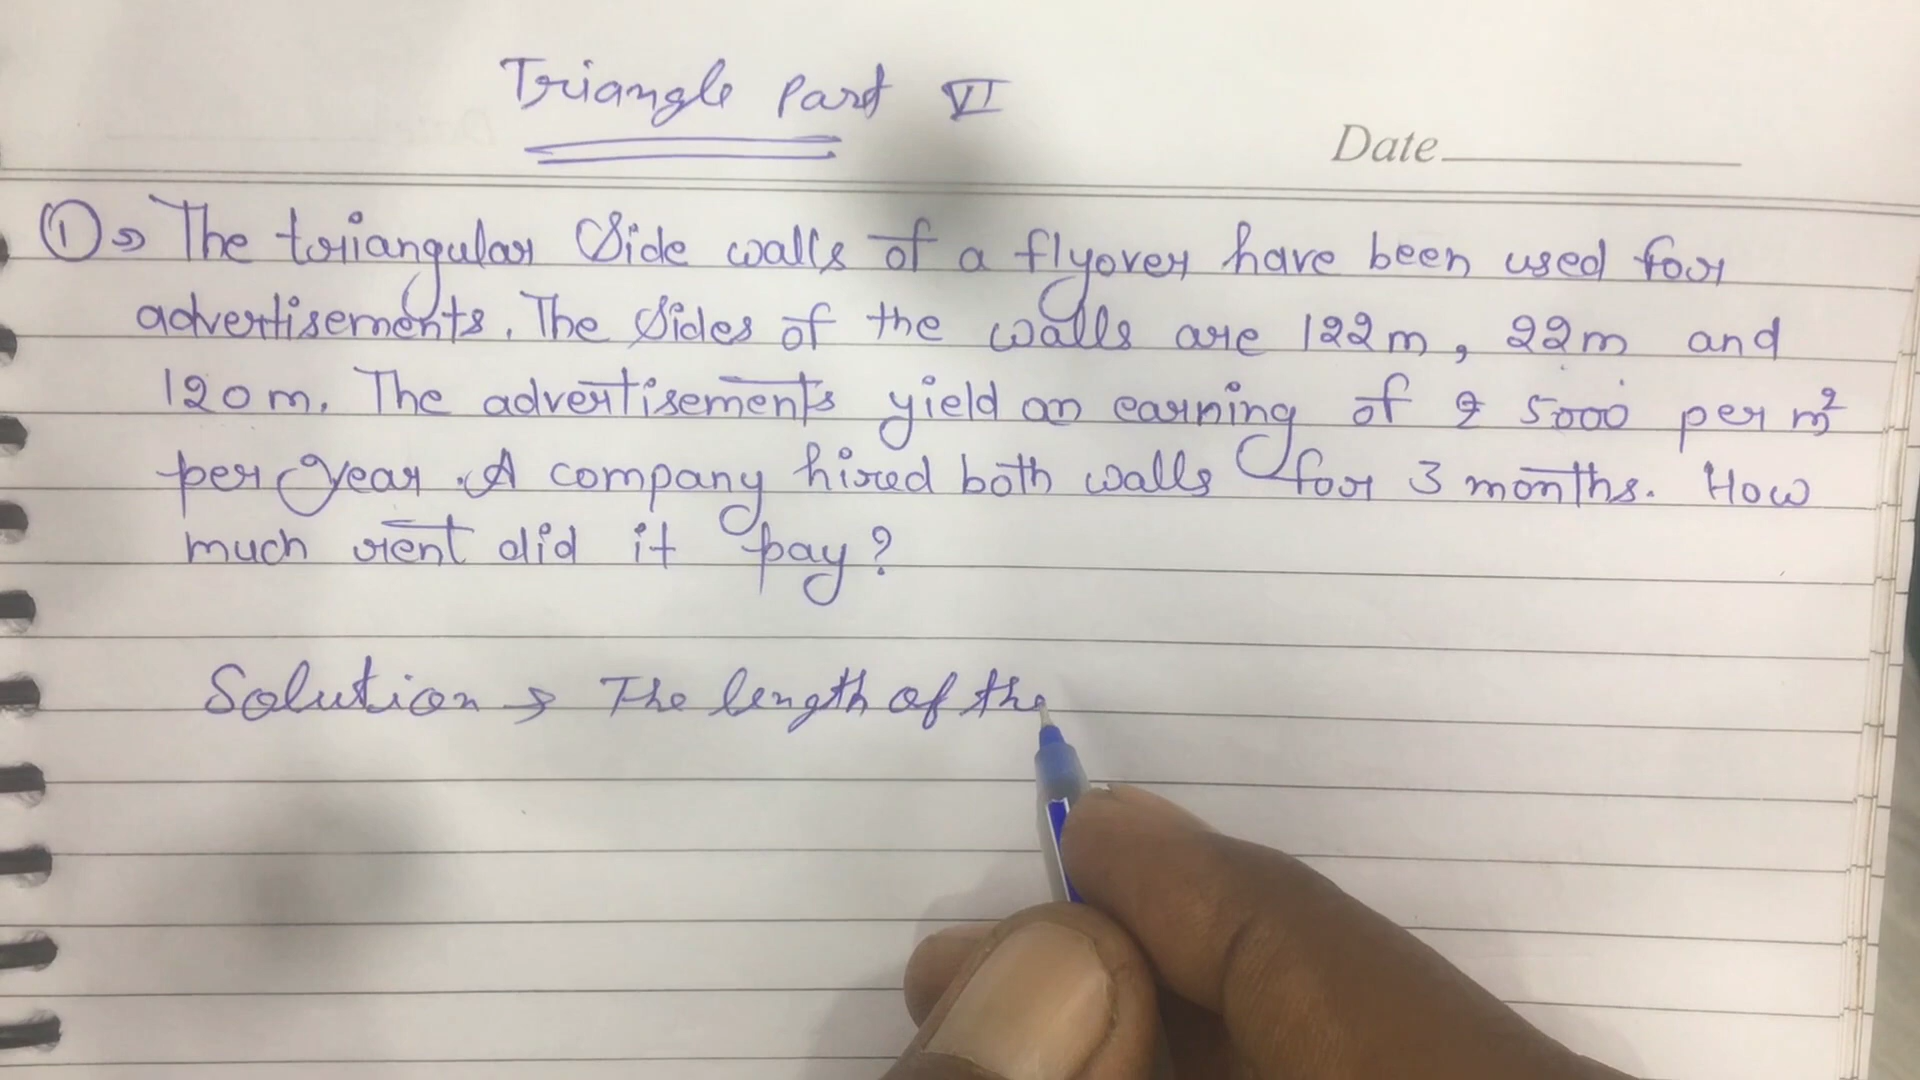 Triangle Part VI
Date
① → The triangular side walls of a flyover have been used for
advertisements. The sides of the walls are 122m, 22m and
120m. The advertisements yield an earning of ₹ 5000 per m²
per year. A company hired both walls for 3 months. How
much rent did it pay?
Solution → The length of the